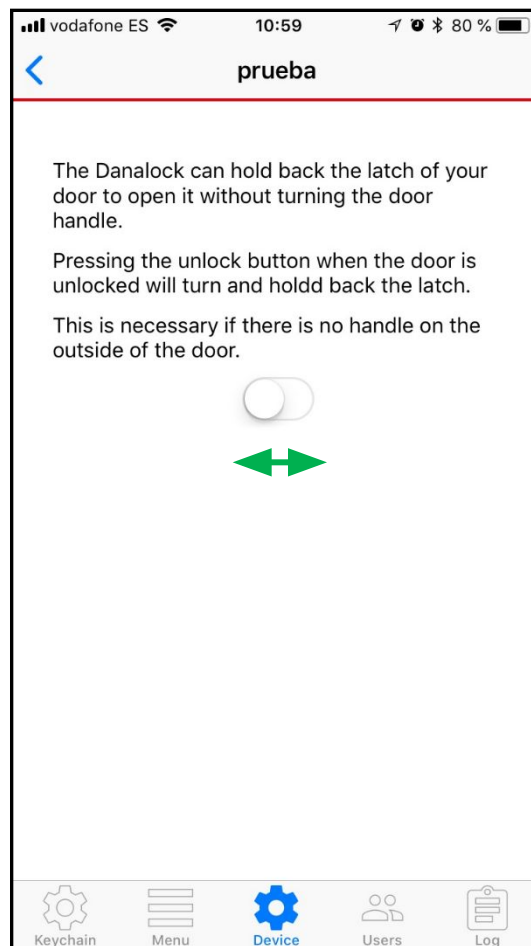 vodafone ES 10:59 80 %
prueba
The Danalock can hold back the latch of your
door to open it without turning the door
handle.
Pressing the unlock button when the door is
unlocked will turn and holdd back the latch.
This is necessary if there is no handle on the
outside of the door.
Keychain Menu Device Users Log